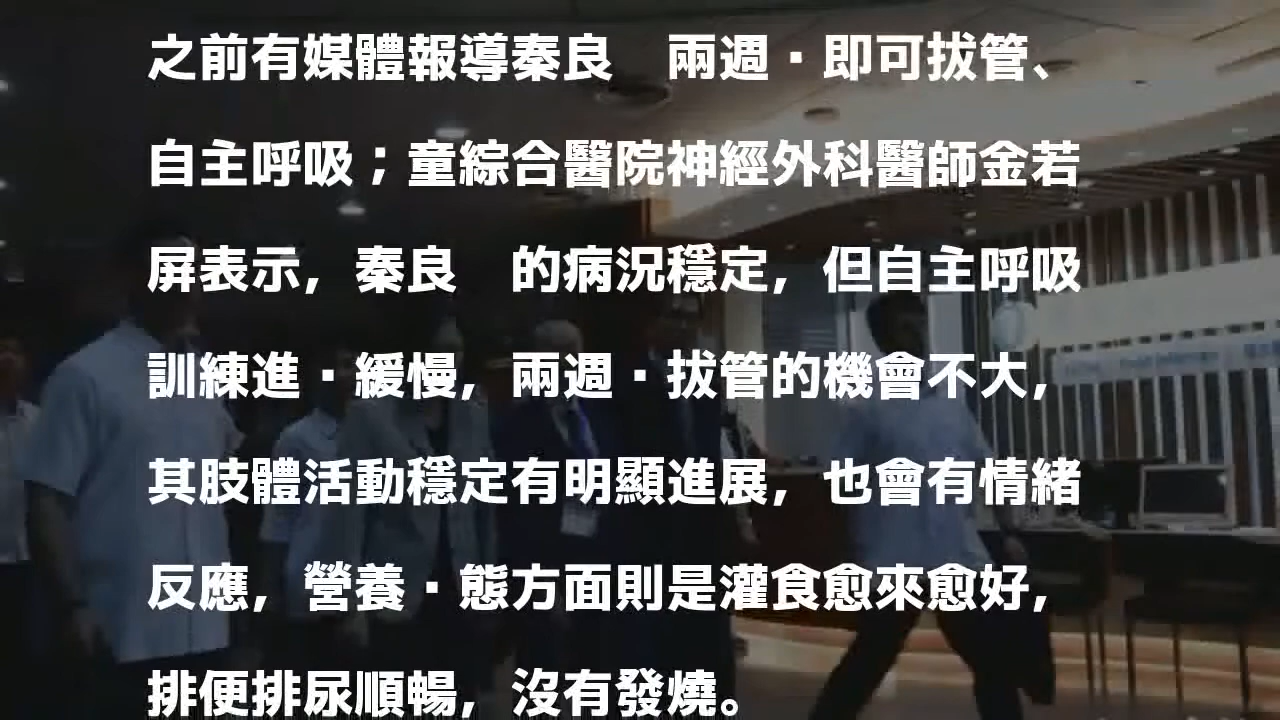 之前有媒體報導秦良　兩週·即可拔管、
自主呼吸；童綜合醫院神經外科醫師金若
屏表示，秦良　的病況穩定，但自主呼吸
訓練進·緩慢，兩週·拔管的機會不大，
其肢體活動穩定有明顯進展，也會有情緒
反應，營養·態方面則是灌食愈來愈好，
排便排尿順暢，沒有發燒。